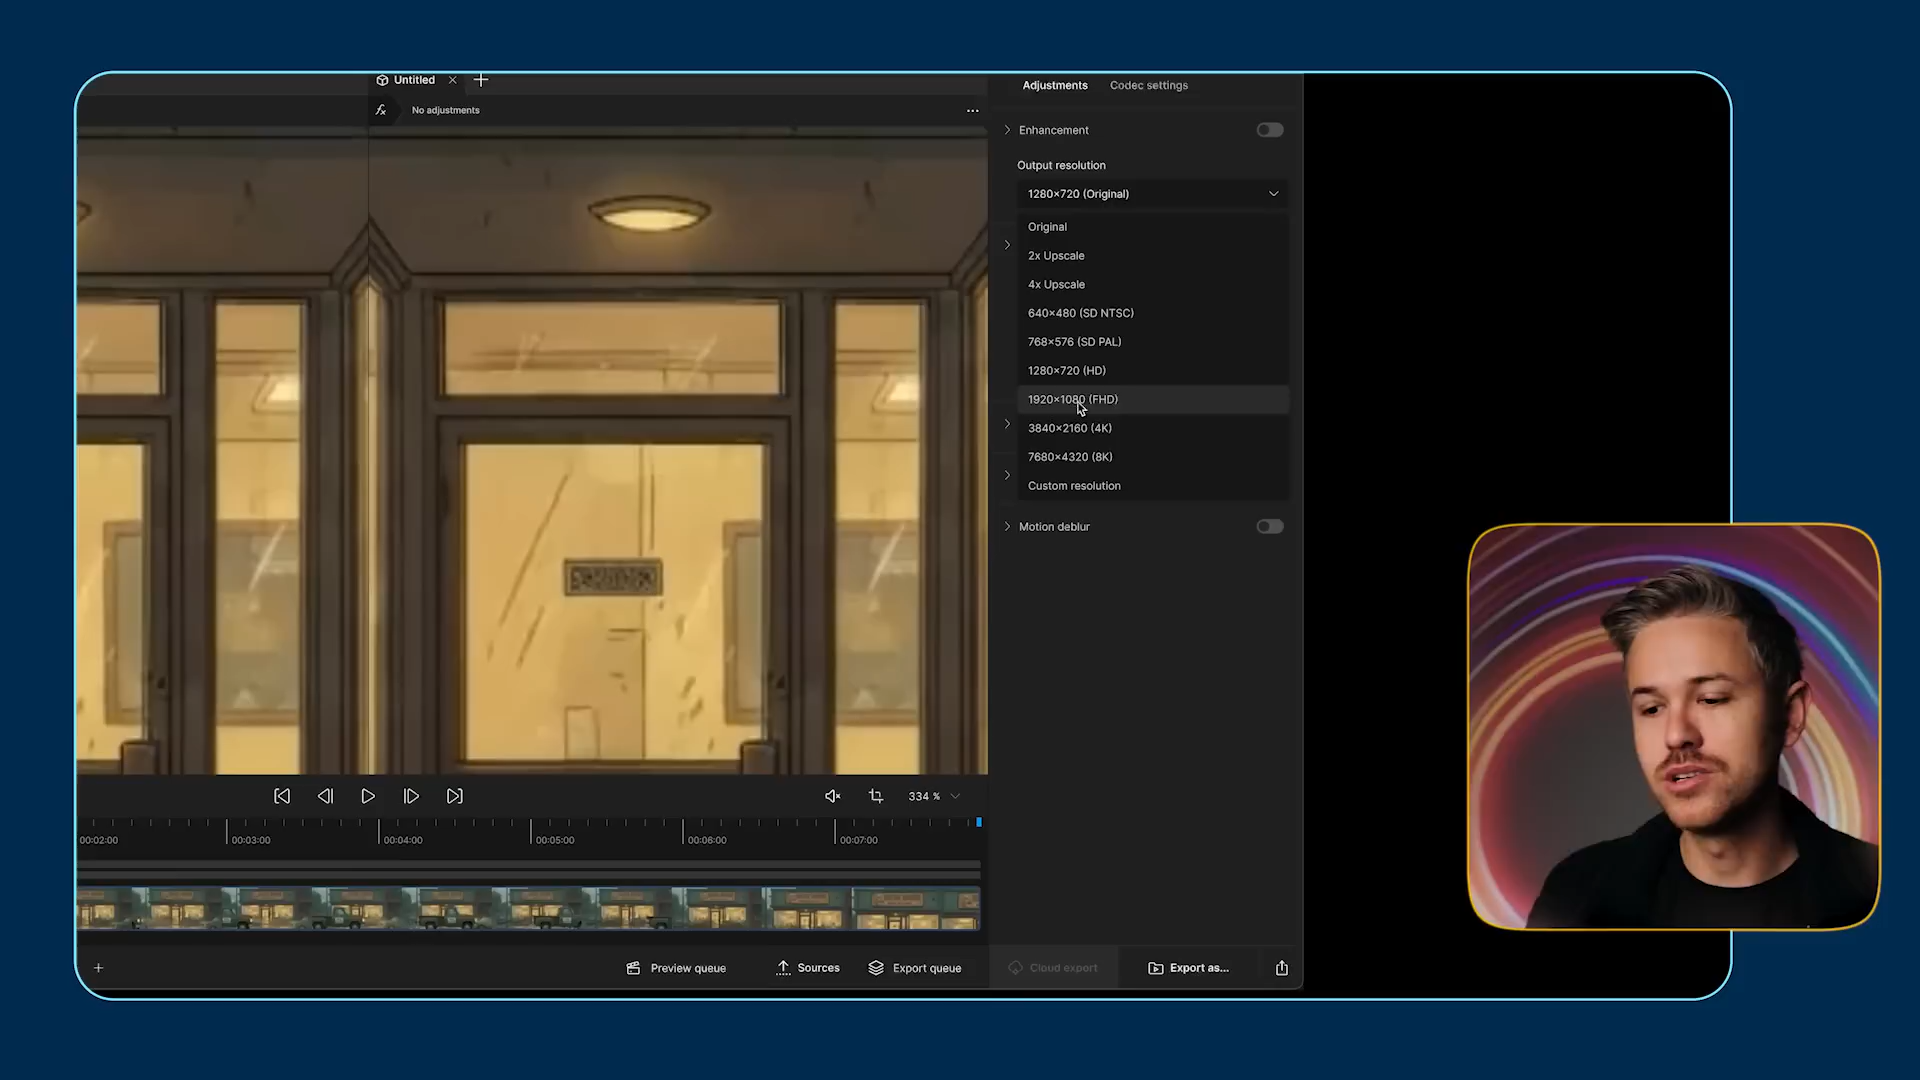 Untitled
No adjustments
Adjustments
Codec settings
Enhancement
Output resolution
1280×720 (Original)
Original
2x Upscale
4x Upscale
640×480 (SD NTSC)
768×576 (SD PAL)
1280×720 (HD)
1920×1080 (FHD)
3840×2160 (4K)
7680×4320 (8K)
Custom resolution
Motion deblur
334 %
00:02:00
00:03:00
00:04:00
00:05:00
00:06:00
00:07:00
Preview queue
Sources
Export queue
Cloud export
Export as...